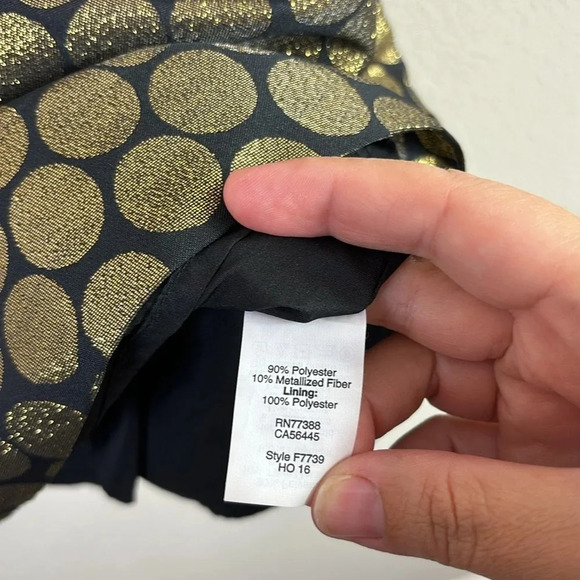 90% Polyester
10% Metallized Fiber
Lining:
100% Polyester
RN77388
CA56445
Style F7739
HO 16